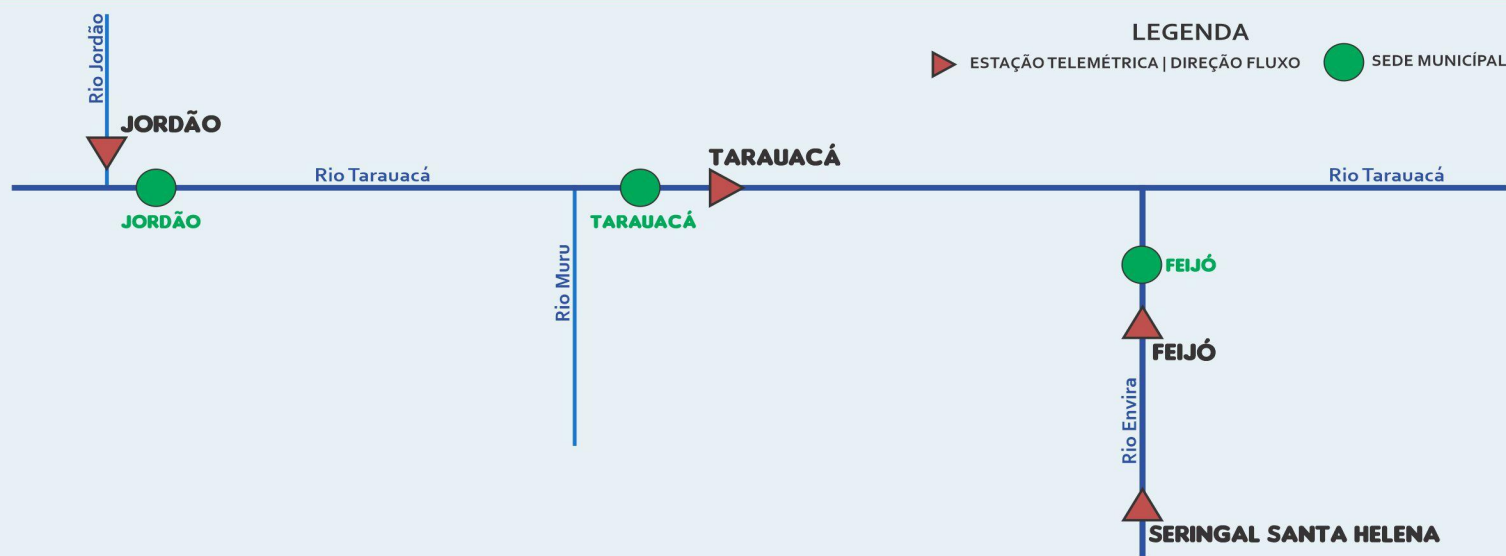 LEGENDA
ESTAÇÃO TELEMÉTRICA | DIREÇÃO FLUXO
SEDE MUNICÍPAL
Rio Jordão
JORDÃO
JORDÃO
Rio Tarauacá
TARAUACÁ
TARAUACÁ
Rio Muru
Rio Tarauacá
FEIJÓ
FEIJÓ
Rio Envira
SERINGAL SANTA HELENA